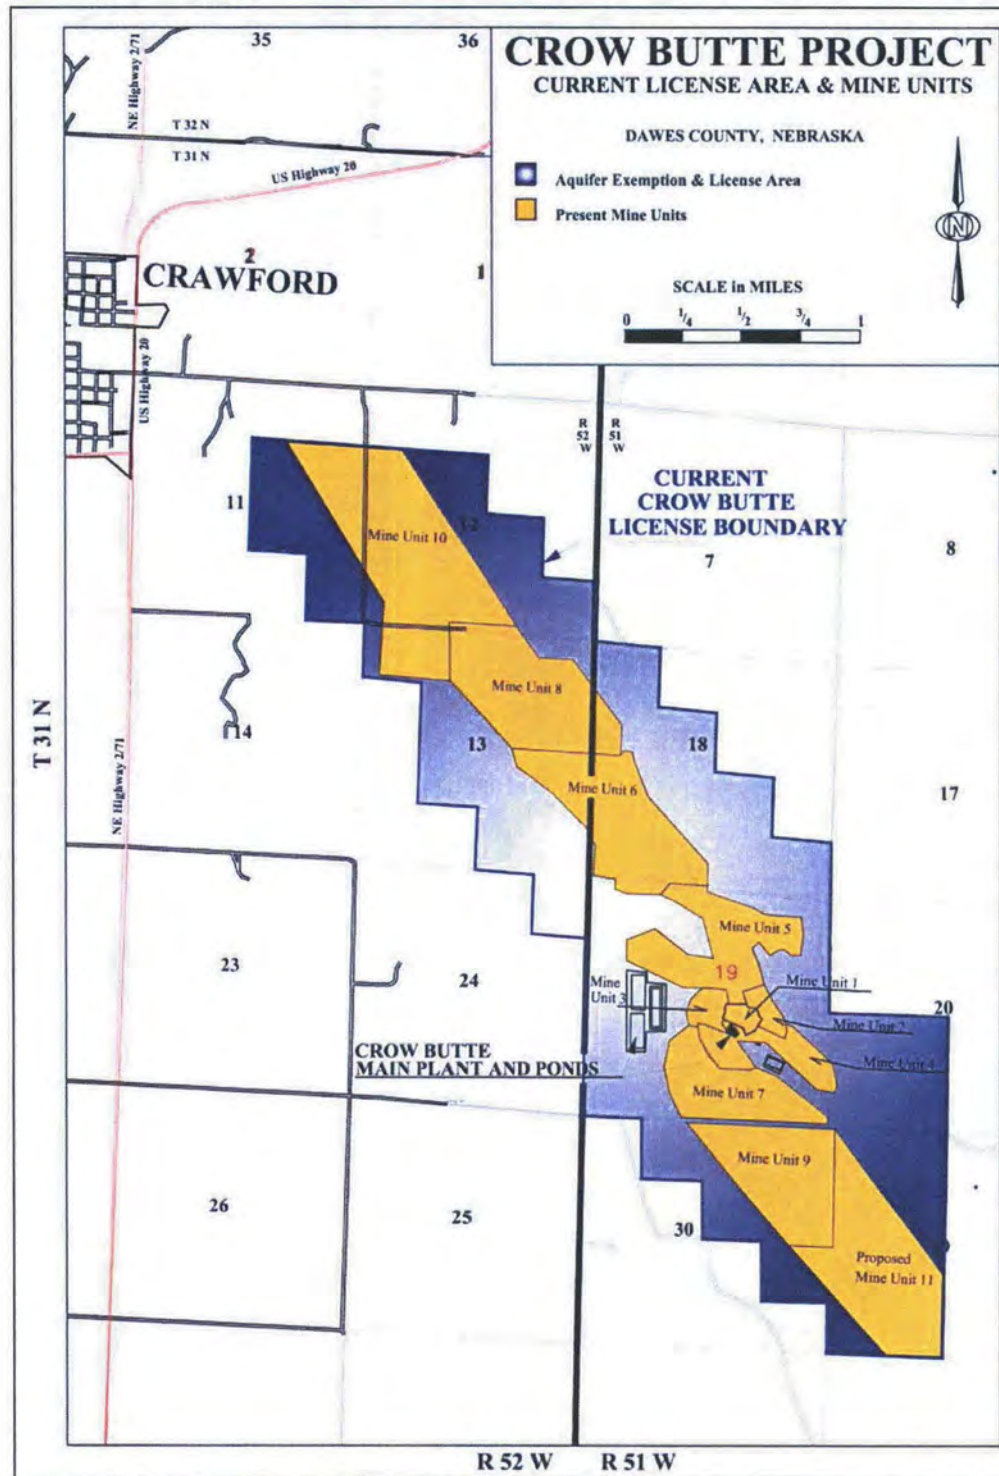 CROW BUTTE PROJECT
CURRENT LICENSE AREA & MINE UNITS
DAWES COUNTY, NEBRASKA
Aquifer Exemption & License Area
Present Mine Units
N
SCALE in MILES
0 1/4 1/2 3/4 1
35
36
NE Highway 2/71
T 32 N
T 31 N
US Highway 20
2
1
CRAWFORD
US Highway 20
R
52
W
R
51
W
CURRENT
CROW BUTTE
LICENSE BOUNDARY
11
12
7
8
Mine Unit 10
Mine Unit 8
14
13
18
17
T 31 N
NE Highway 2/71
Mine Unit 6
Mine Unit 5
23
24
19
20
Mine
Unit 3
Mine Unit 1
Mine Unit 2
Mine Unit 4
CROW BUTTE
MAIN PLANT AND PONDS
Mine Unit 7
Mine Unit 9
26
25
30
Proposed
Mine Unit 11
R 52 W
R 51 W